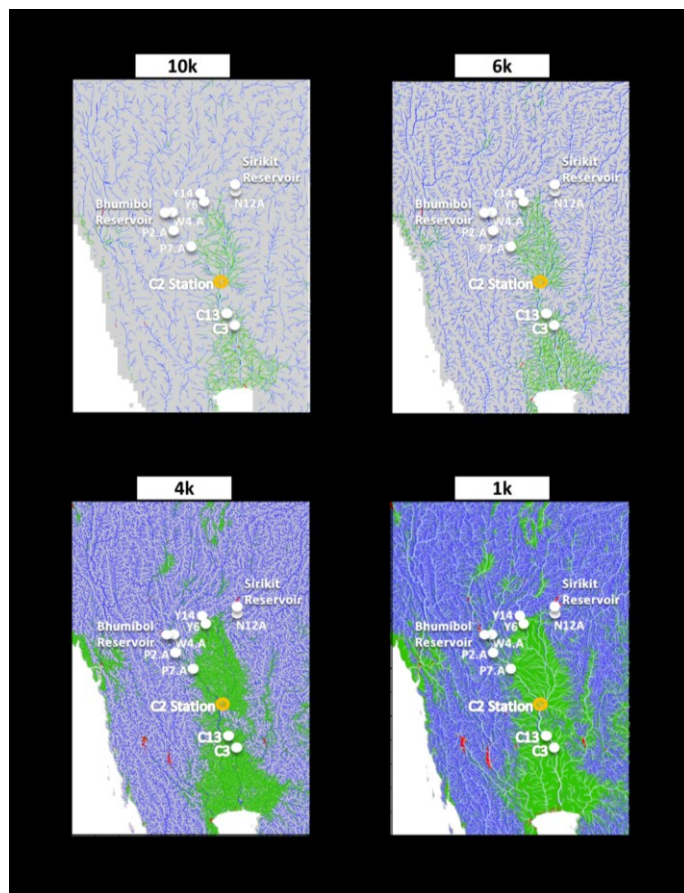 10k
Sirikit
Reservoir
Y14
Y6
N12A
Bhumibol
Reservoir
W4.A
P2.A
P7.A
C2 Station
C13
C3
6k
Sirikit
Reservoir
Y14
Y6
N12A
Bhumibol
Reservoir
W4.A
P2.A
P7.A
C2 Station
C13
C3
4k
Sirikit
Reservoir
Y14
Y6
N12A
Bhumibol
Reservoir
W4.A
P2.A
P7.A
C2 Station
C13
C3
1k
Sirikit
Reservoir
Y14
Y6
N12A
Bhumibol
Reservoir
W4.A
P2.A
P7.A
C2 Station
C13
C3